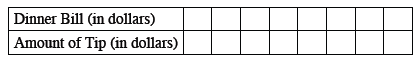 Dinner Bill (in dollars)
Amount of Tip (in dollars)